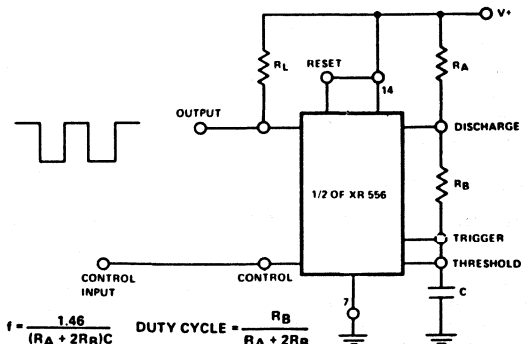 V+
RL
RESET
RA
14
OUTPUT
DISCHARGE
1/2 OF XR 556
RB
TRIGGER
THRESHOLD
CONTROL INPUT
CONTROL
7
C
f = 1.46 / (RA + 2RB)C
DUTY CYCLE = RB / RA + 2RB